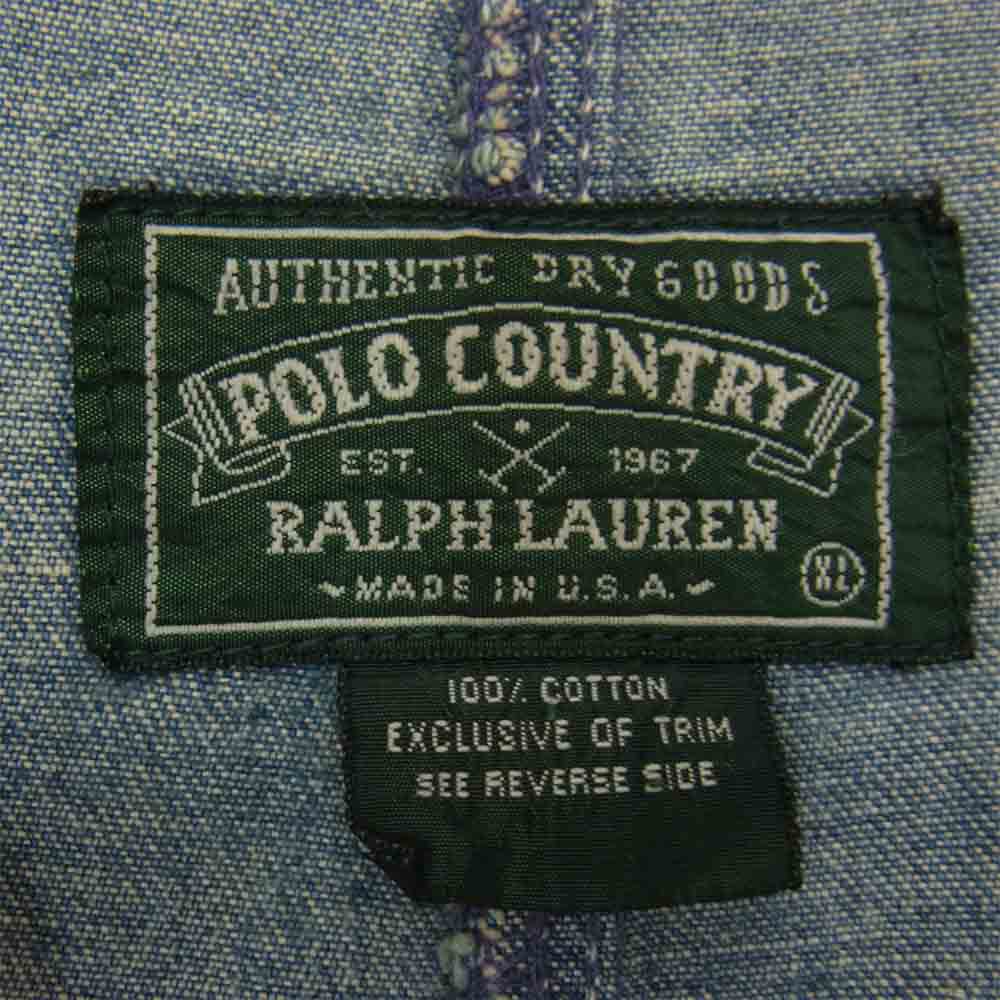 AUTHENTIC DRY GOODS
POLO COUNTRY
EST. 1967
RALPH LAUREN
~MADE IN U.S.A.~
XL
100% COTTON
EXCLUSIVE OF TRIM
SEE REVERSE SIDE